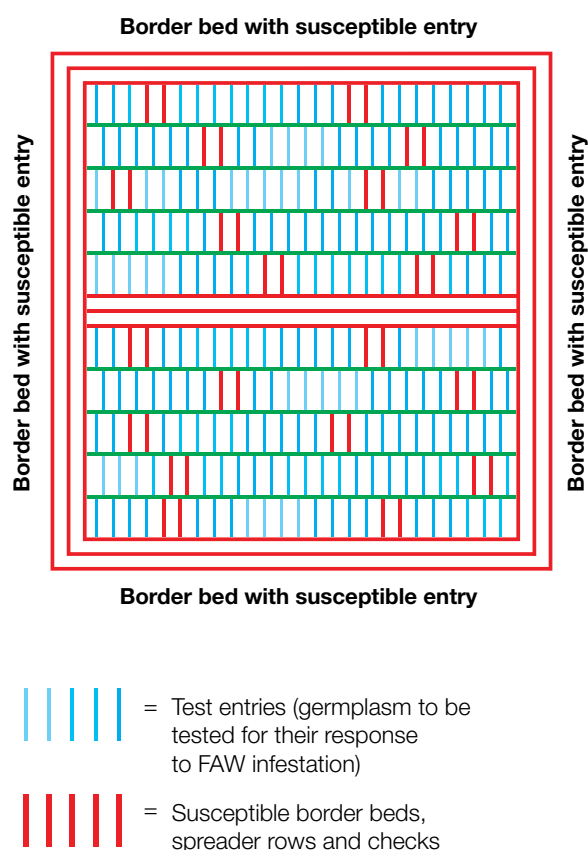 Border bed with susceptible entry
Border bed with susceptible entry
Border bed with susceptible entry
Border bed with susceptible entry
= Test entries (germplasm to be
tested for their response
to FAW infestation)
= Susceptible border beds,
spreader rows and checks